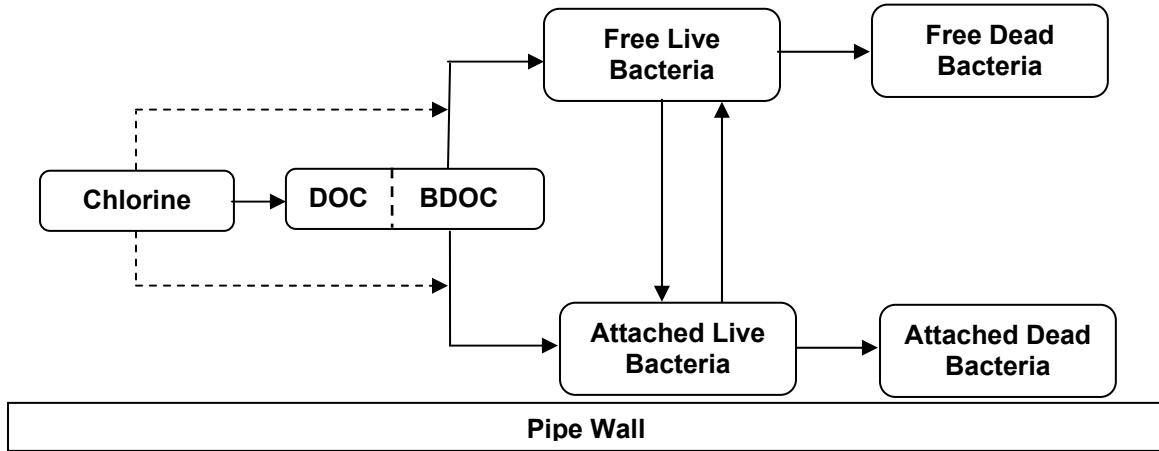 Free Live
Bacteria
Free Dead
Bacteria
Chlorine
DOC
BDOC
Attached Live
Bacteria
Attached Dead
Bacteria
Pipe Wall